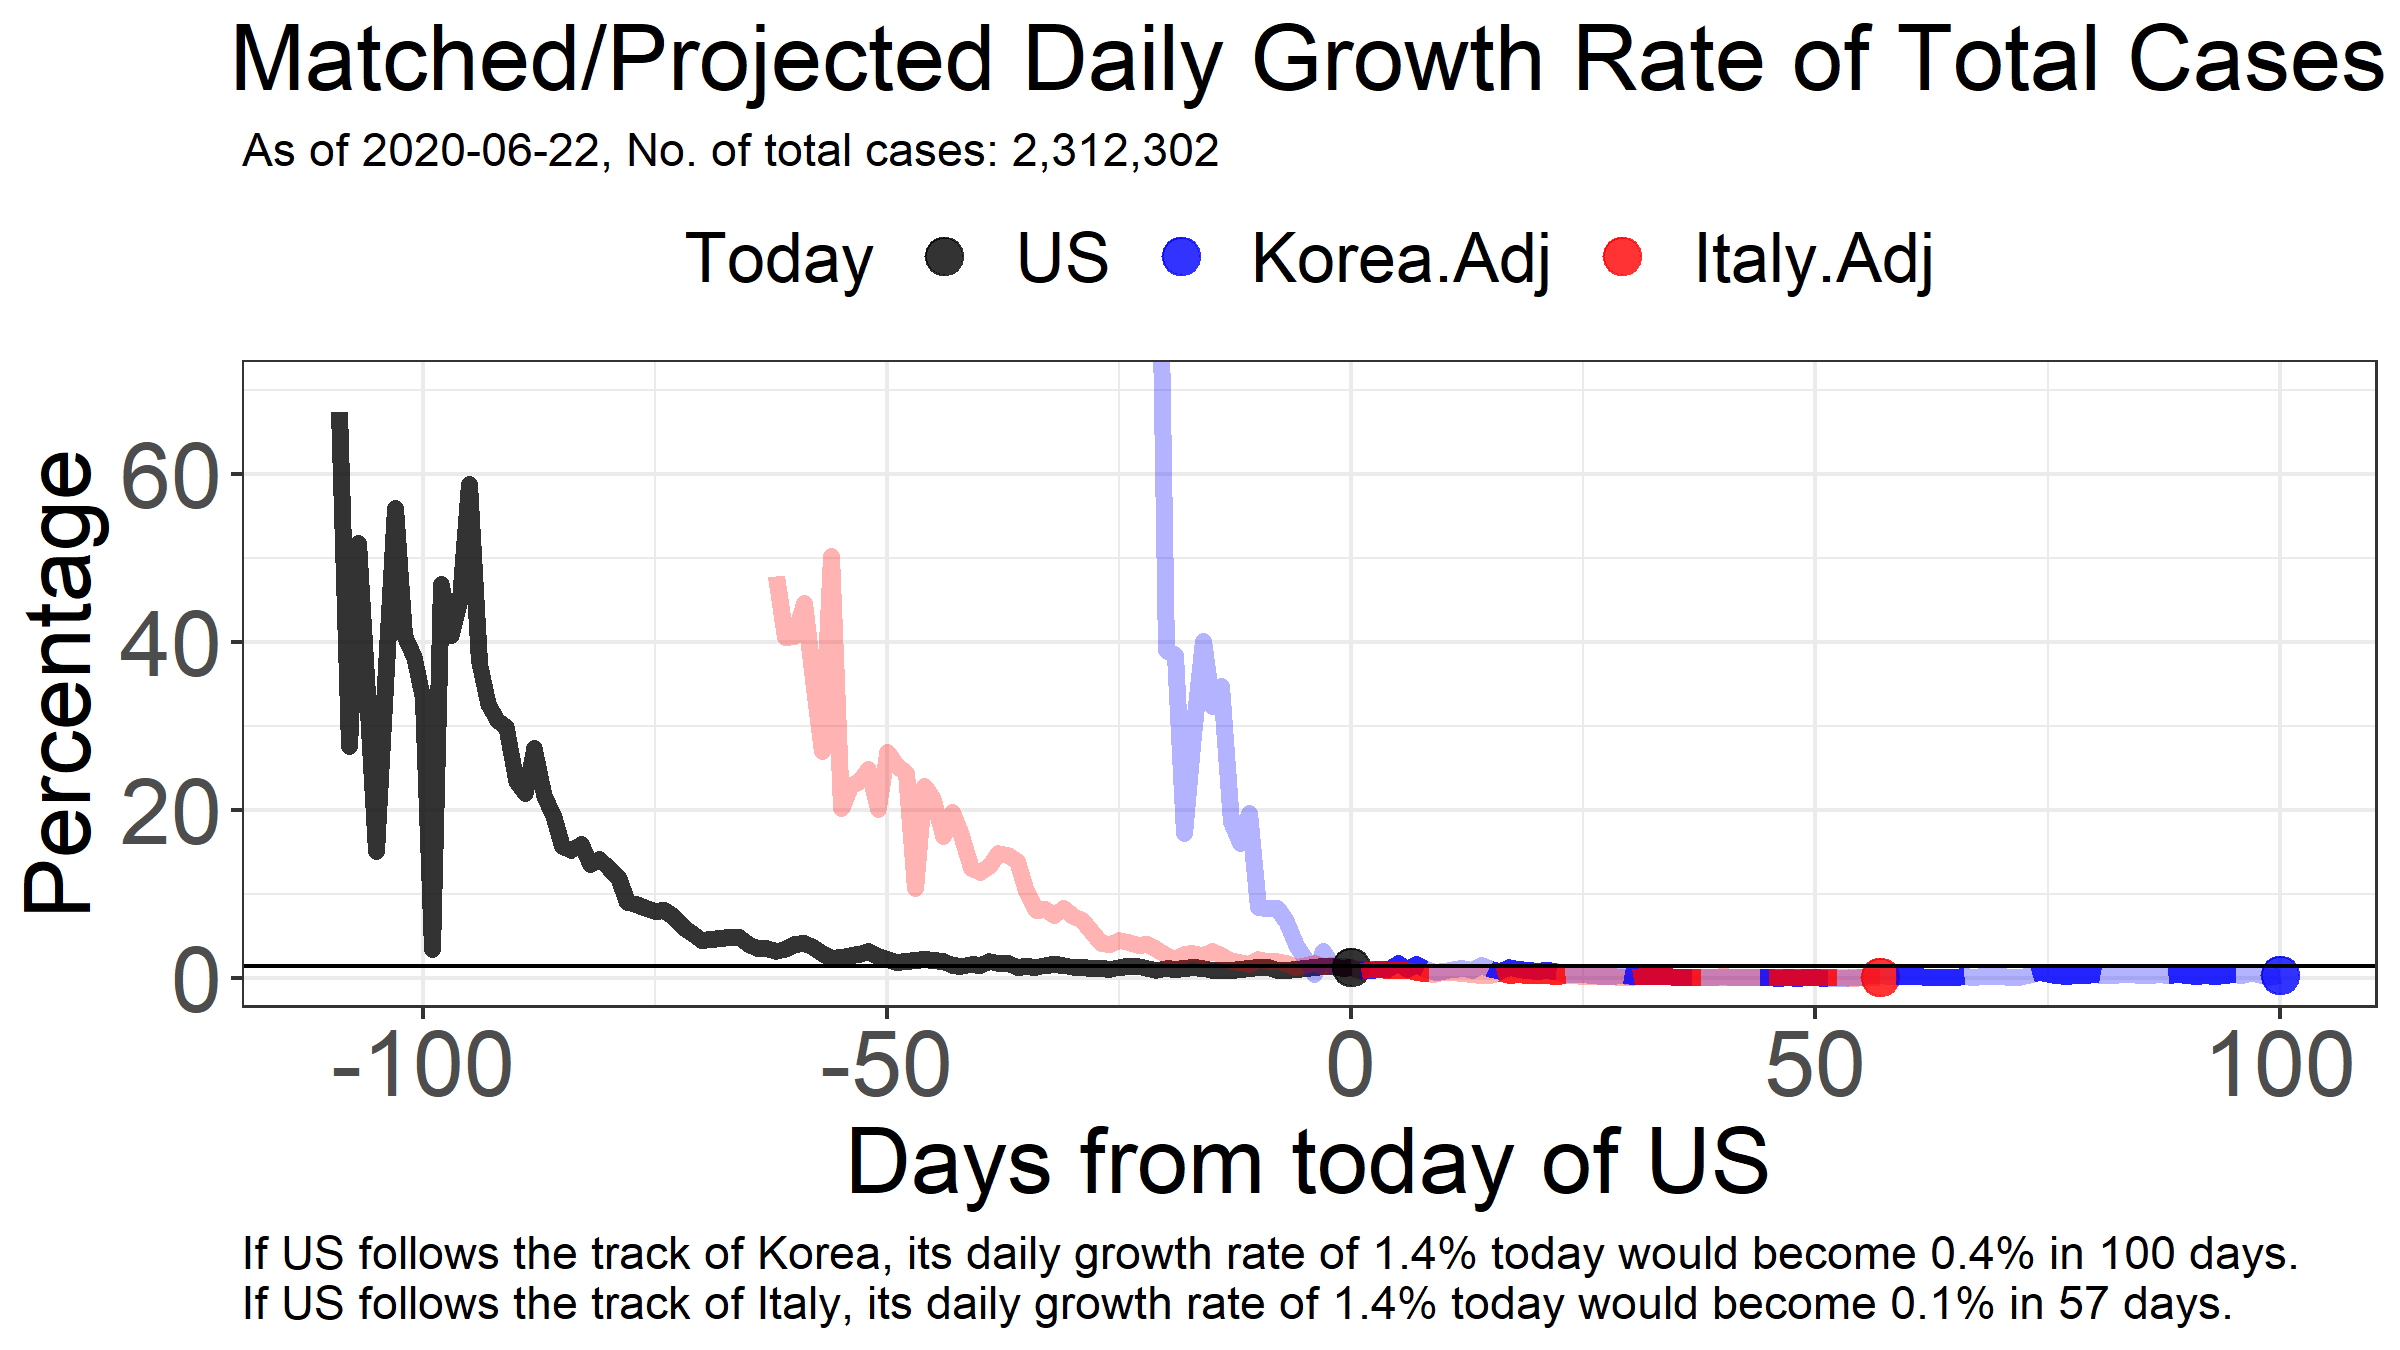 Matched/Projected Daily Growth Rate of Total Cases
As of 2020-06-22, No. of total cases: 2,312,302
Today US Korea.Adj Italy.Adj
Percentage
60
40
20
0
-100 -50 0 50 100
Days from today of US
If US follows the track of Korea, its daily growth rate of 1.4% today would become 0.4% in 100 days.
If US follows the track of Italy, its daily growth rate of 1.4% today would become 0.1% in 57 days.